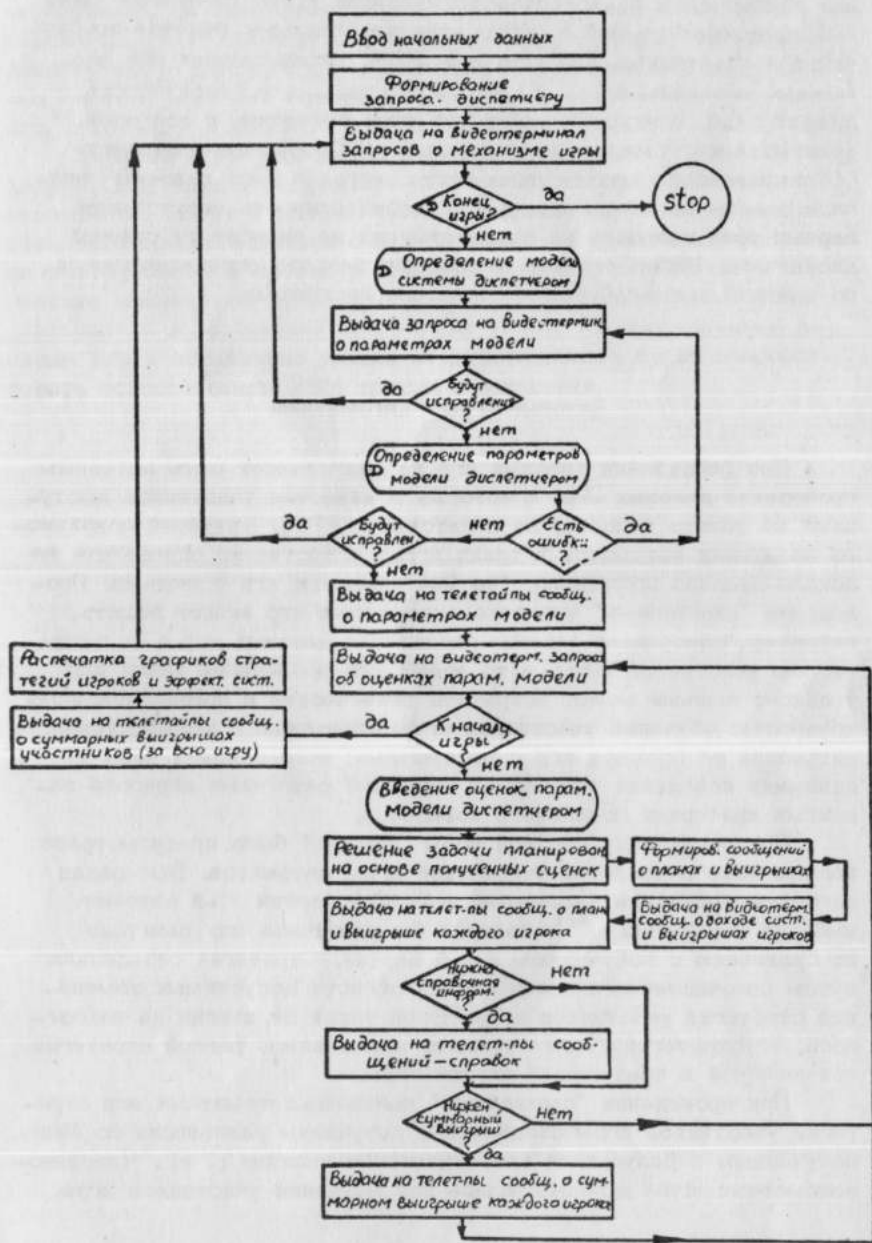 Ввод начальных данных
Формирование
запроса. диспетчеру
Выдача на видеотерминал
запросов о механизме игры
Конец
игры?
да
stop
нет
Определение модели
системы диспетчером
Выдача запроса на видеотермин.
о параметрах модели
да
Будут
исправления
?
нет
Определение параметров
модели диспетчером
да
Будут
исправлен.
?
нет
Есть
ошибки
?
да
нет
Выдача на телетайпы сообщ.
о параметрах модели
Распечатка графиков стра-
тегий игроков и эффект. сист.
Выдача на видеотерм. запроса
об оценках парам. модели
Выдача на телетайпы сообщ.
о суммарных выигрышах
участников (за всю игру)
да
К началу
игры
?
нет
Введение оценок парам.
модели диспетчером
Решение задачи планиров.
на основе полученных оценок
Формиров. сообщений
о планах и выигрышах
Выдача на телет-пы сообщ. о план
и выигрыше каждого игрока
Выдача на видеотерм.
сообщ. о доходе сист.
и выигрышах игроков
Нужна
справочная
информ.
?
нет
да
Выдача на телет-пы сооб-
щений-справок
Нужен
суммарный
выигрыш
?
нет
да
Выдача на телет-пы сообщ. о сум-
марном выигрыше каждого игрока